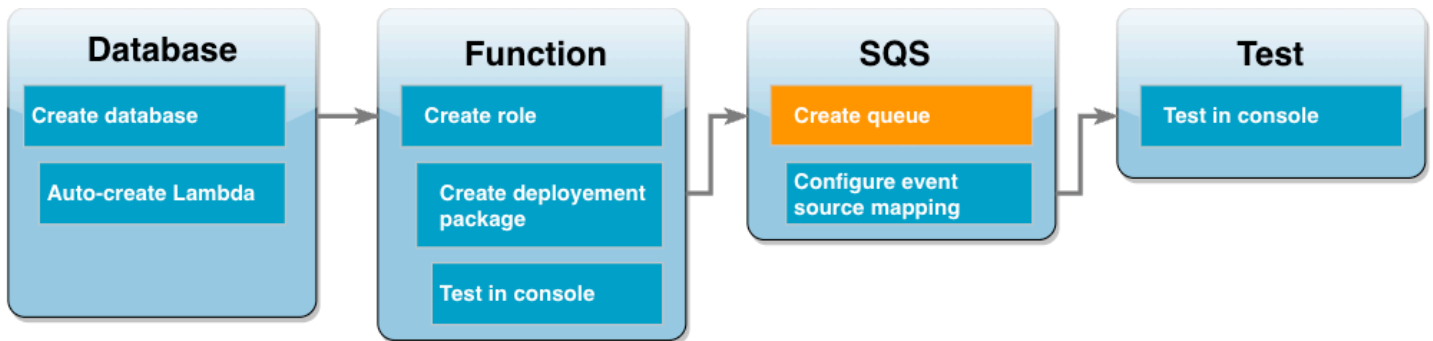 Database
Create database
Auto-create Lambda
Function
Create role
Create deployement
package
Test in console
SQS
Create queue
Configure event
source mapping
Test
Test in console